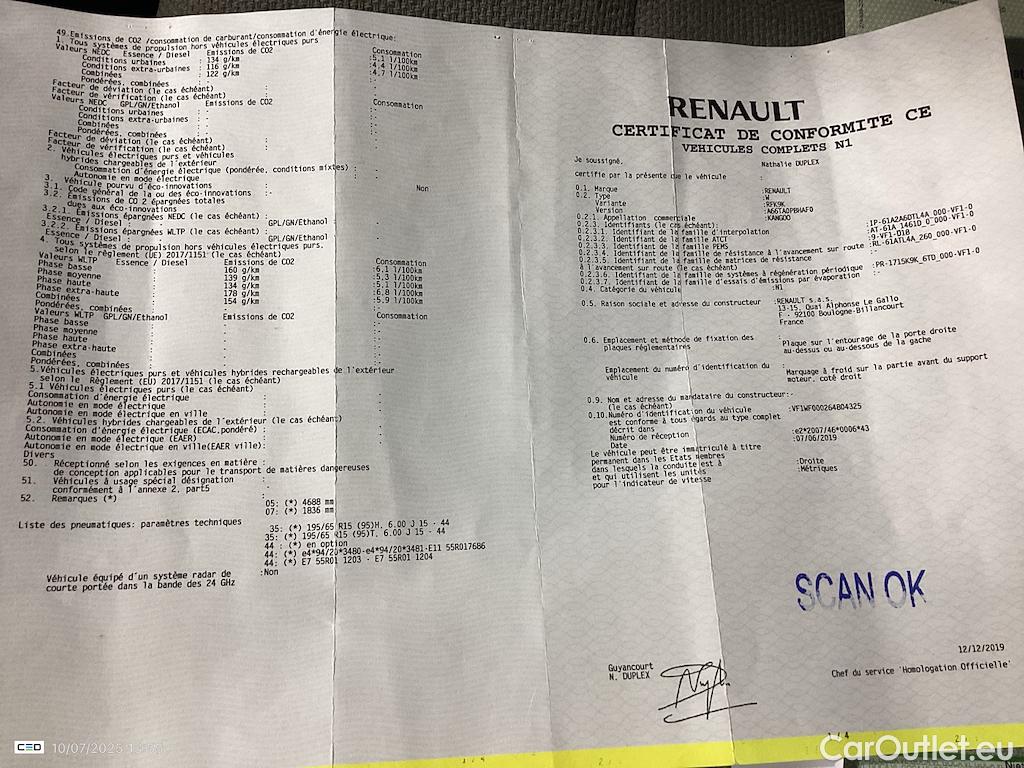 49.Emissions de CO2 /consommation de carburant/consommation d'énergie électrique:
1. Tous systèmes de propulsion hors véhicules électriques purs
Valeurs NEDC Essence / Diesel Emissions de CO2 Consommation
Conditions urbaines : 134 g/km :5,1 l/100km
Conditions extra-urbaines : 116 g/km :4,4 l/100km
Combinées : 122 g/km :4,7 l/100km
Pondérées, combinées : :-
Facteur de déviation (le cas échéant) :
Facteur de vérification (le cas échéant) :
Valeurs NEDC GPL/GN/Ethanol Emissions de CO2 Consommation
Conditions urbaines : - :-
Conditions extra-urbaines : - :-
Combinées : - :-
Pondérées, combinées : - :-
Facteur de déviation (le cas échéant) :
Facteur de vérification (le cas échéant) :
2. Véhicules électriques purs et véhicules
hybrides chargeables de l'extérieur
Consommation d'énergie électrique (pondérée, conditions mixtes) : -
Autonomie en mode électrique : -
3. Véhicule pourvu d'éco-innovations Non
3.1. Code général de la ou des éco-innovations :-
3.2. Emissions de CO 2 épargnées totales
dues aux éco-innovations
3.2.1. Emissions épargnées NEDC (le cas échéant) :
Essence / Diesel : - GPL/GN/Ethanol : -
3.2.2. Emissions épargnées WLTP (le cas échéant) :
Essence / Diesel : - GPL/GN/Ethanol : -
4. Tous systèmes de propulsion hors véhicules électriques purs,
selon le règlement (UE) 2017/1151 (le cas échéant)
Valeurs WLTP Essence / Diesel Emissions de CO2 Consommation
Phase basse : 160 g/km :6,1 l/100km
Phase moyenne : 139 g/km :5,3 l/100km
Phase haute : 134 g/km :5,1 l/100km
Phase extra-haute : 178 g/km :6,8 l/100km
Combinées : 154 g/km :5,9 l/100km
Pondérées, combinées : :-
Valeurs WLTP GPL/GN/Ethanol Emissions de CO2 Consommation
Phase basse : - :-
Phase moyenne : - :-
Phase haute : - :-
Phase extra-haute : - :-
Combinées : - :-
Pondérées, combinées : - :-
5.Véhicules électriques purs et véhicules hybrides rechargeables de l'extérieur
selon le Règlement (EU) 2017/1151 (le cas échéant)
5.1 Véhicules électriques purs (le cas échéant)
Consommation d'énergie électrique : -
Autonomie en mode électrique : -
Autonomie en mode électrique en ville : -
5.2. Véhicules hybrides chargeables de l'extérieur (le cas échéant)
Consommation d'énergie électrique (ECAC,pondéré) : -
Autonomie en mode électrique (EAER) : -
Autonomie en mode électrique en ville(EAER ville): -
Divers
50. Réceptionné selon les exigences en matière :
de conception applicables pour le transport de matières dangereuses
51. Véhicules à usage spécial désignation : -
conformément à l'annexe 2, part5
52. Remarques (*) :
05: (*) 4688 mm
07: (*) 1836 mm
Liste des pneumatiques: paramètres techniques
35: (*) 195/65 R15 (95)H. 6.00 J 15 - 44
35: (*) 195/65 R15 (95)T. 6.00 J 15 - 44
44 : (*) en option
44: (*) e4*94/20*3480-e4*94/20*3481-E11 55R017686
44: (*) E7 55R01 1203 - E7 55R01 1204
Véhicule équipé d'un système radar de :Non
courte portée dans la bande des 24 GHz
RENAULT
CERTIFICAT DE CONFORMITE CE
VEHICULES COMPLETS N1
Je soussigné, Nathalie DUPLEX
certifie par la présente que le véhicule :
0.1. Marque :RENAULT
0.2. Type :W
Variante :RFK9K
Version :A66TA0PBHAF0
0.2.1. Appellation commerciale :KANGOO
0.2.3. Identifiants (le cas échéant):
0.2.3.1. Identifiant de la famille d'interpolation :IP-61A2A6DTL4A_000-VF1-0
0.2.3.2. Identifiant de la famille ATCT :AT-61A 1461D_0_000-VF1-0
0.2.3.3. Identifiant de la famille PEMS :9-VF1-D18
0.2.3.4. Identifiant de la famille de résistance à l'avancement sur route :RL-61ATL4A_260_000-VF1-0
0.2.3.5. Identifiant de la famille de matrices de résistance
à l'avancement sur route (le cas échéant) :-
0.2.3.6. Identifiant de la famille de systèmes à régénération périodique :PR-1715K9K_6TD_000-VF1-0
0.2.3.7. Identifiant de la famille d'essais d'émissions par évaporation :-
0.4. Catégorie du véhicule :N1
0.5. Raison sociale et adresse du constructeur :RENAULT s.a.s.
13-15, Quai Alphonse Le Gallo
F - 92100 Boulogne-Billancourt
France
0.6. Emplacement et méthode de fixation des : Plaque sur l'entourage de la porte droite
plaques réglementaires au-dessus ou au-dessous de la gache
Emplacement du numéro d'identification du : Marquage à froid sur la partie avant du support
véhicule moteur, coté droit
0.9. Nom et adresse du mandataire du constructeur:-
(le cas échéant)
0.10.Numéro d'identification du véhicule :VF1WF000264804325
est conforme à tous égards au type complet
décrit dans
Numéro de réception :e2*2007/46*0006*43
Date :07/06/2019
Le véhicule peut être immatriculé à titre
permanent dans les Etats membres
dans lesquels la conduite est à :Droite
et qui utilisent les unités :Métriques
pour l'indicateur de vitesse
SCAN OK
12/12/2019
Guyancourt
N. DUPLEX
Chef du service 'Homologation Officielle'
10/07/2025
CarOutlet.eu